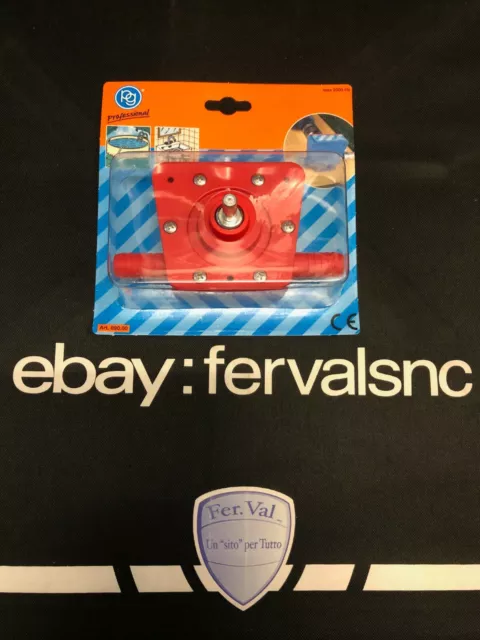 pg
Professional
CE
ebay:fervalsnc
Fer.Val
Un "sito" per Tutto